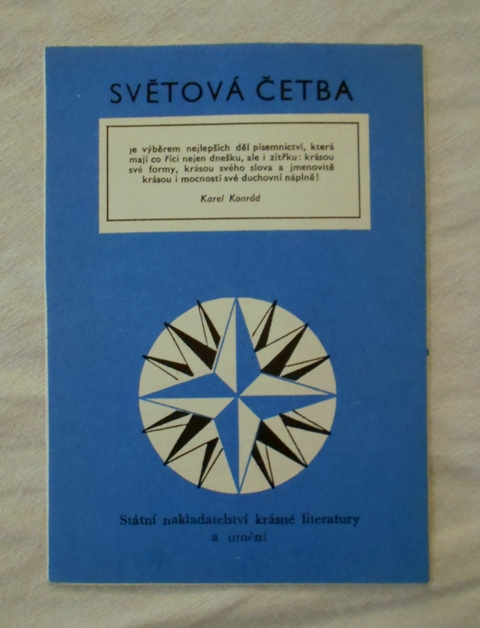 SVĚTOVÁ ČETBA
je výběrem nejlepších děl písemnictví, která
mají co říci nejen dnešku, ale i zítřku: krásou
své formy, krásou svého slova a jmenovitě
krásou i mocností své duchovní náplně!
Karel Konrád
Státní nakladatelství krásné literatury
a umění